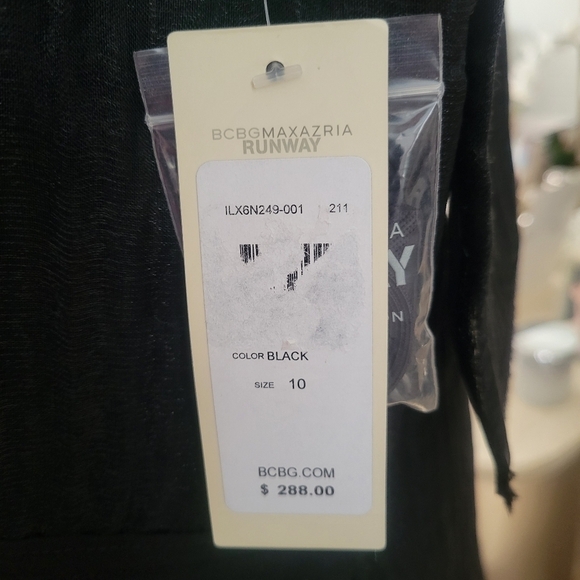 BCBGMAXAZRIA
RUNWAY
ILX6N249-001 211
COLOR BLACK
SIZE 10
BCBG.COM
$ 288.00